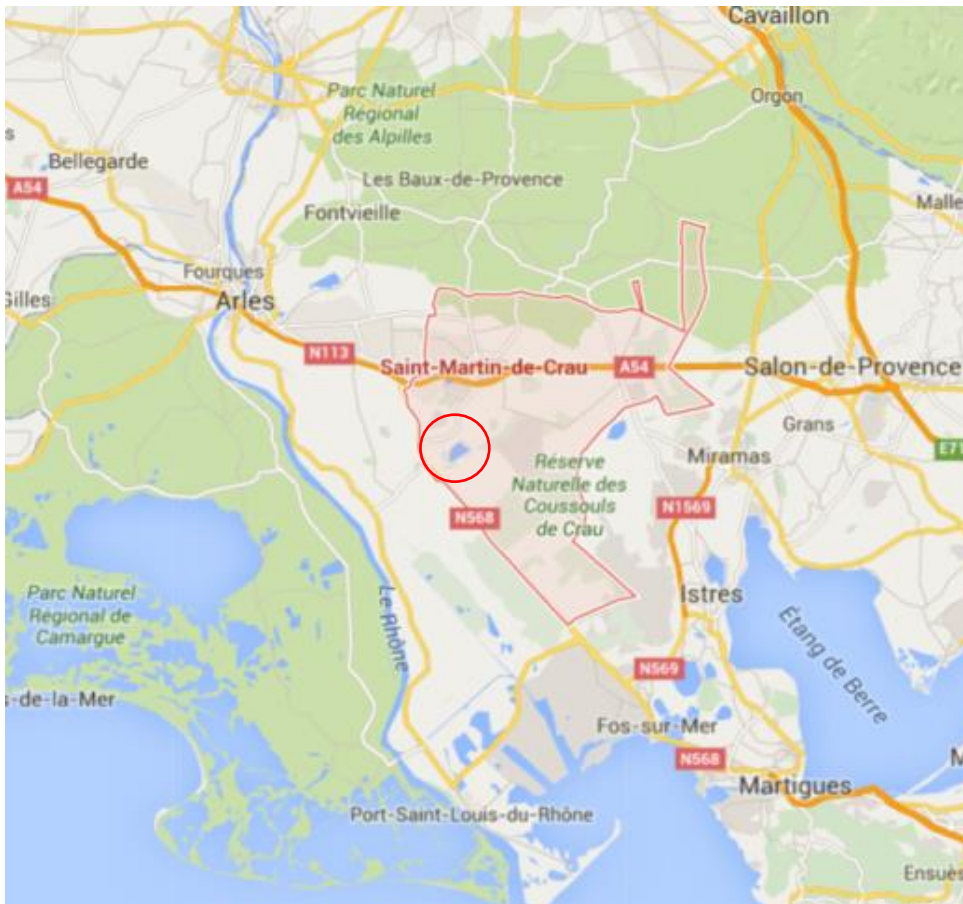 Cavaillon
Parc Naturel
Régional
des Alpilles
Orgon
s
Bellegarde
Les Baux-de-Provence
A54
Malle
Fontvieille
Fourques
Gilles
Arles
N113
Saint-Martin-de-Crau
A54
Salon-de-Provence
Grans
E71
Miramas
Réserve
Naturelle des
Coussouls
de Crau
N568
N1569
Parc Naturel
Régional de
Camargue
Le Rhône
Istres
Étang de Berre
s-de-la-Mer
N569
Fos-sur-Mer
N568
M
Martigues
Port-Saint-Louis-du-Rhône
Ensuès